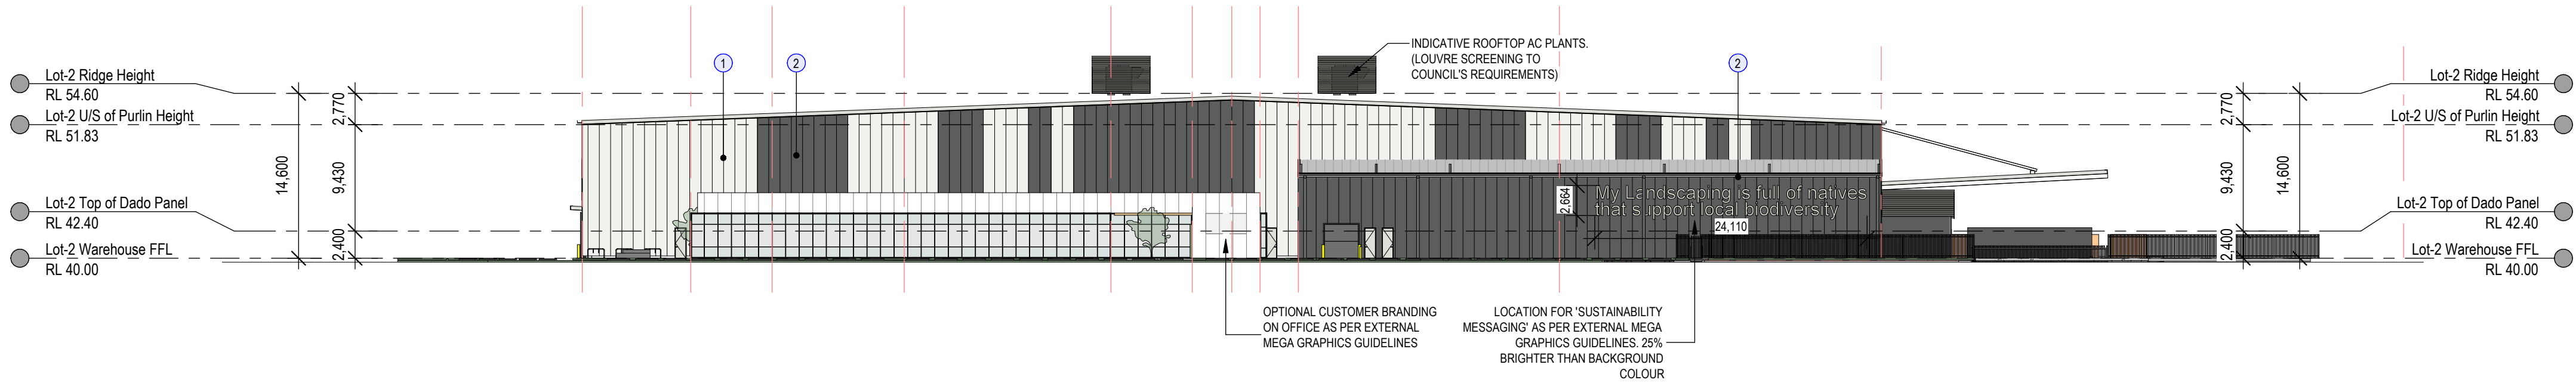 Lot-2 Ridge Height
RL 54.60
Lot-2 U/S of Purlin Height
RL 51.83
Lot-2 Top of Dado Panel
RL 42.40
Lot-2 Warehouse FFL
RL 40.00
14,600
2,770
9,430
2,400
1
2
INDICATIVE ROOFTOP AC PLANTS.
(LOUVRE SCREENING TO
COUNCIL'S REQUIREMENTS)
2
2,664
My Landscaping is full of natives
that support local biodiversity
24,110
OPTIONAL CUSTOMER BRANDING
ON OFFICE AS PER EXTERNAL
MEGA GRAPHICS GUIDELINES
LOCATION FOR 'SUSTAINABILITY
MESSAGING' AS PER EXTERNAL MEGA
GRAPHICS GUIDELINES. 25%
BRIGHTER THAN BACKGROUND
COLOUR
2,770
9,430
2,400
14,600
Lot-2 Ridge Height
RL 54.60
Lot-2 U/S of Purlin Height
RL 51.83
Lot-2 Top of Dado Panel
RL 42.40
Lot-2 Warehouse FFL
RL 40.00